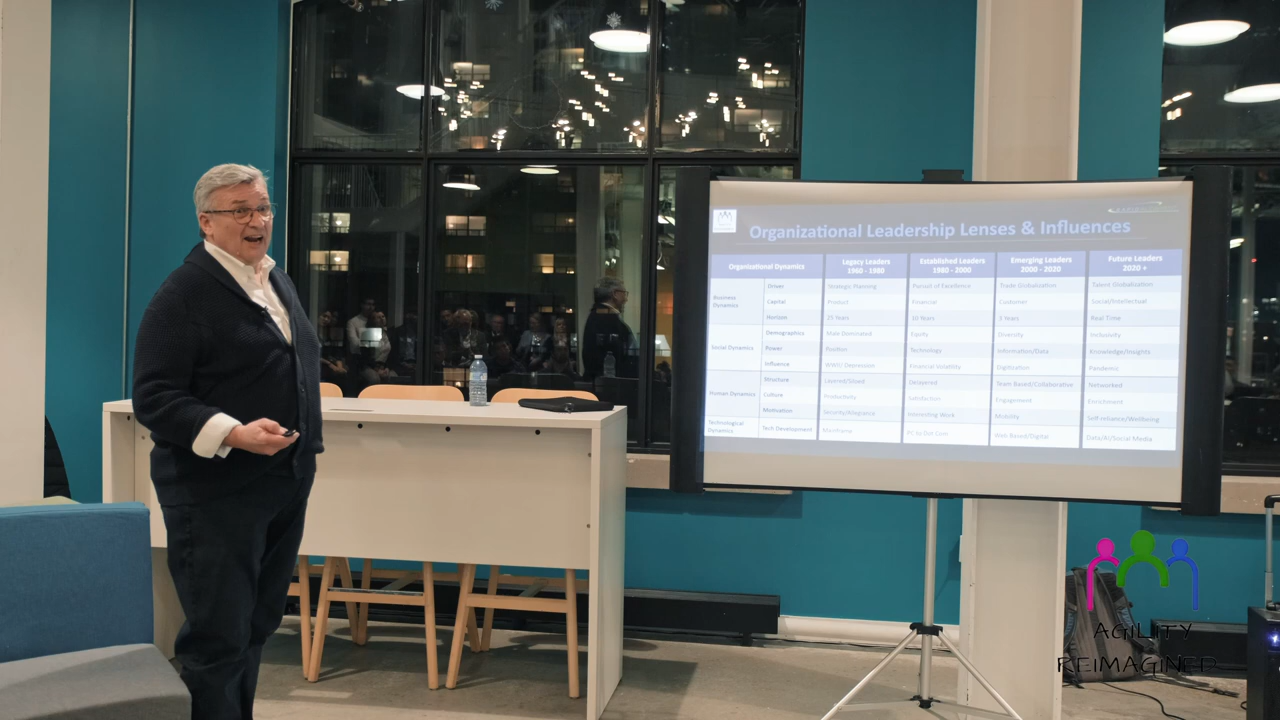 Organizational Leadership Lenses & Influences
Organizational Dynamics
Legacy Leaders
1960 - 1980
Established Leaders
1980 - 2000
Emerging Leaders
2000 - 2020
Future Leaders
2020 +
Business
Dynamics
Driver
Strategic Planning
Pursuit of Excellence
Trade Globalization
Talent Globalization
Capital
Product
Financial
Customer
Social/Intellectual
Horizon
25 Years
10 Years
3 Years
Real Time
Social Dynamics
Demographics
Male Dominated
Equity
Diversity
Inclusivity
Power
Position
Technology
Information/Data
Knowledge/Insights
Influence
WWII/ Depression
Financial Volatility
Digitization
Pandemic
Human Dynamics
Structure
Layered/Siloed
Delayered
Team Based/Collaborative
Networked
Culture
Productivity
Satisfaction
Engagement
Enrichment
Motivation
Security/Allegiance
Interesting Work
Mobility
Self-reliance/Wellbeing
Technological
Dynamics
Tech Development
Mainframe
PC to Dot Com
Web Based/Digital
Data/AI/Social Media
AGILITY
REIMAGINED